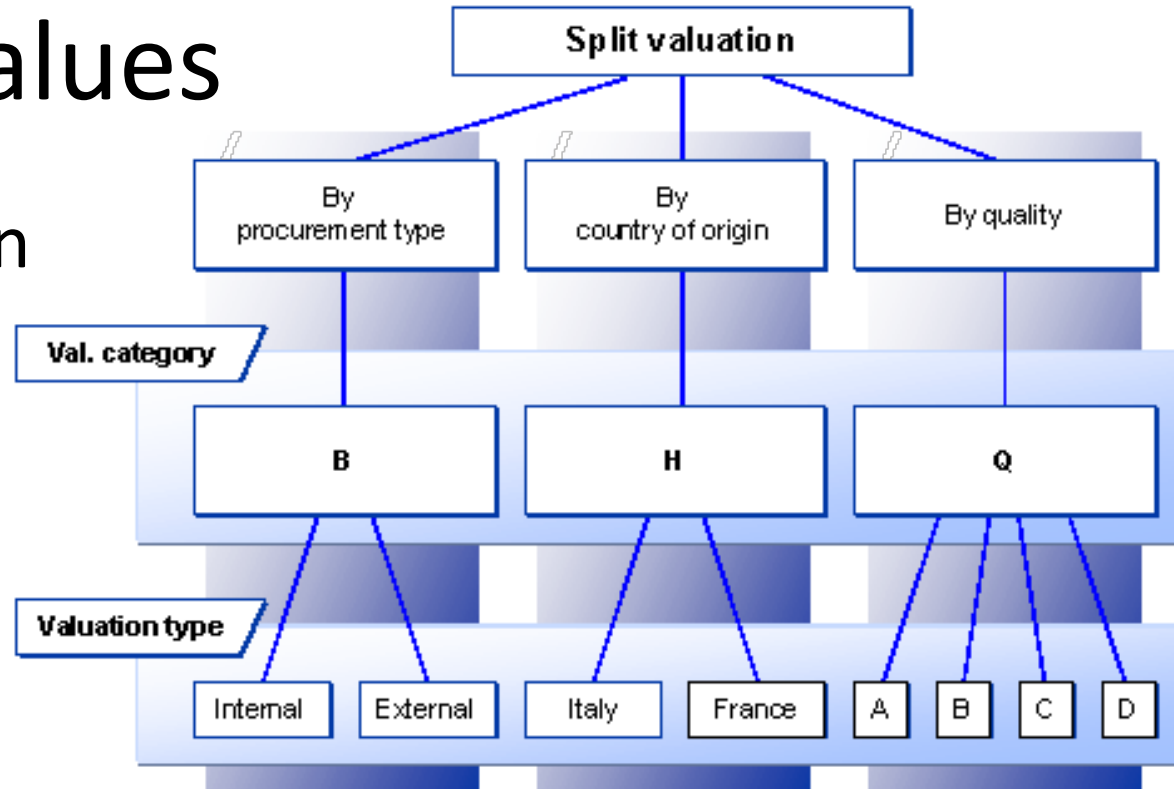 alues
n
Split valuation
By
procurement type
By
country of origin
By quality
Val. category
B
H
Q
Valuation type
Internal
External
Italy
France
A
B
C
D